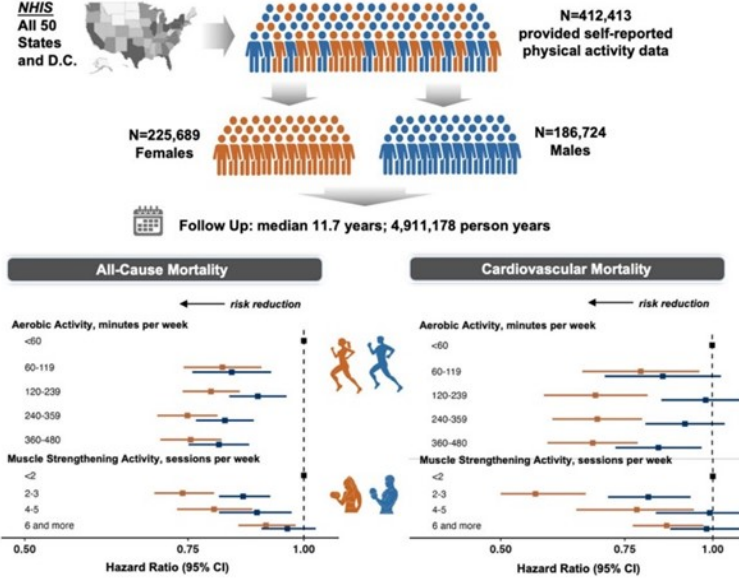 NHIS
All 50
States
and D.C.
N=412,413
provided self-reported
physical activity data
N=225,689
Females
N=186,724
Males
Follow Up: median 11.7 years; 4,911,178 person years
All-Cause Mortality
risk reduction
Aerobic Activity, minutes per week
<60
60-119
120-239
240-359
360-480
Muscle Strengthening Activity, sessions per week
<2
2-3
4-5
6 and more
0.50 0.75 1.00
Hazard Ratio (95% CI)
Cardiovascular Mortality
risk reduction
Aerobic Activity, minutes per week
<60
60-119
120-239
240-359
360-480
Muscle Strengthening Activity, sessions per week
<2
2-3
4-5
6 and more
0.50 0.75 1.00
Hazard Ratio (95% CI)